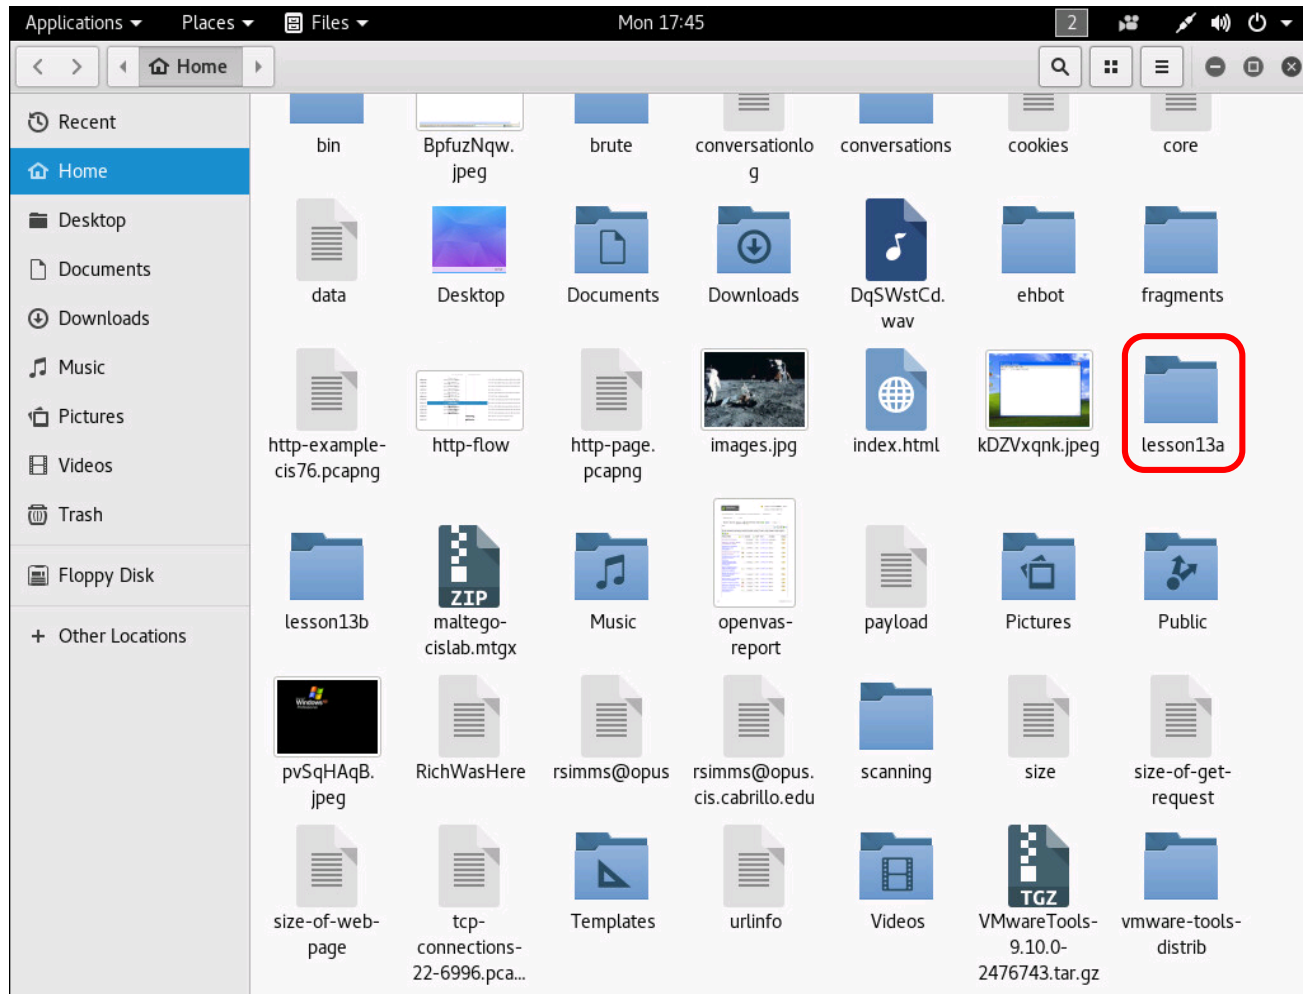 Applications Places Files Mon 17:45 2
Home
Recent
Home
Desktop
Documents
Downloads
Music
Pictures
Videos
Trash
Floppy Disk
+ Other Locations
bin BpfuzNqw. brute conversationlo conversations cookies core
jpeg g
data Desktop Documents Downloads DqSWstCd. ehbot fragments
wav
http-example- http-flow http-page. images.jpg index.html kDZVxqnk.jpeg lesson13a
cis76.pcapng pcapng
ZIP
lesson13b maltego- Music openvas- payload Pictures Public
cislab.mtgx report
Windows
pvSqHAqB. RichWasHere rsimms@opus rsimms@opus. scanning size size-of-get-
jpeg cis.cabrillo.edu request
TGZ
size-of-web- tcp- Templates urlinfo Videos VMwareTools- vmware-tools-
page connections- 9.10.0- distrib
22-6996.pca... 2476743.tar.gz